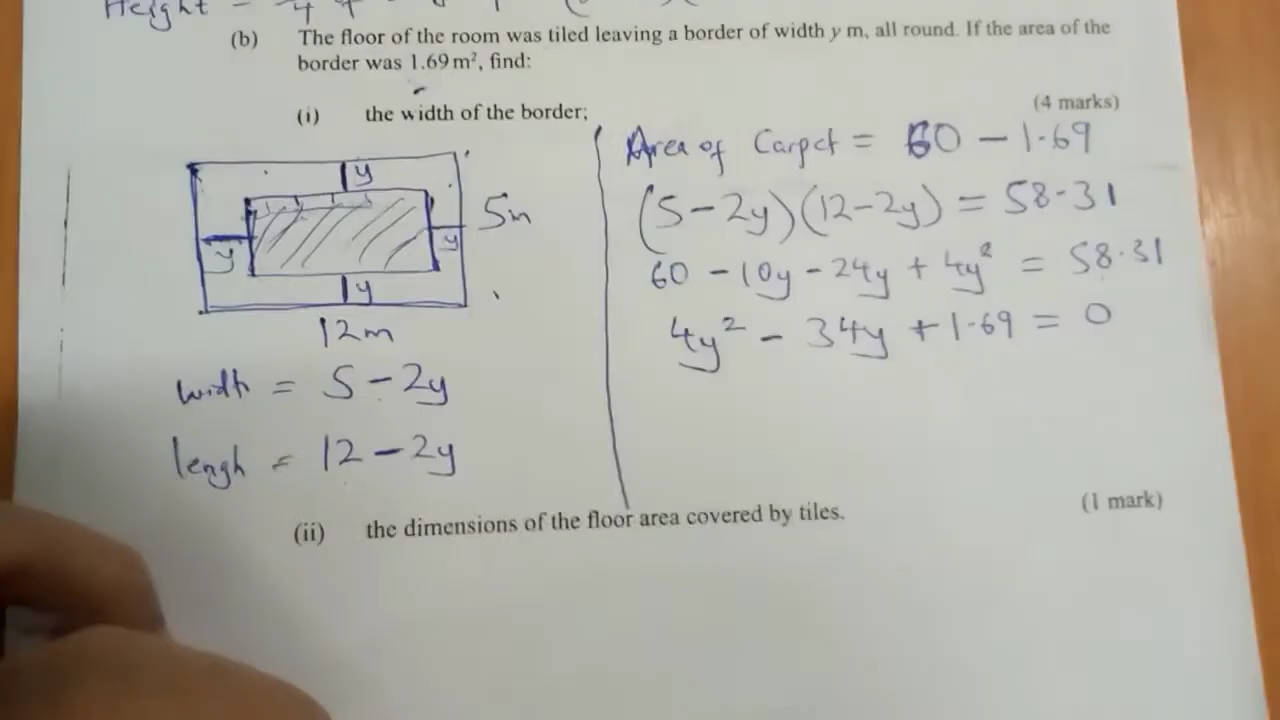 Height =
(b) The floor of the room was tiled leaving a border of width y m, all round. If the area of the
border was 1.69 m², find:
(i) the width of the border;
(4 marks)
y
y
y
y
5m
12m
width = 5 - 2y
lengh = 12 - 2y
Area of Carpet = 60 - 1.69
(5-2y)(12-2y) = 58.31
60 - 10y - 24y + 4y² = 58.31
4y² - 34y + 1.69 = 0
(ii) the dimensions of the floor area covered by tiles.
(1 mark)